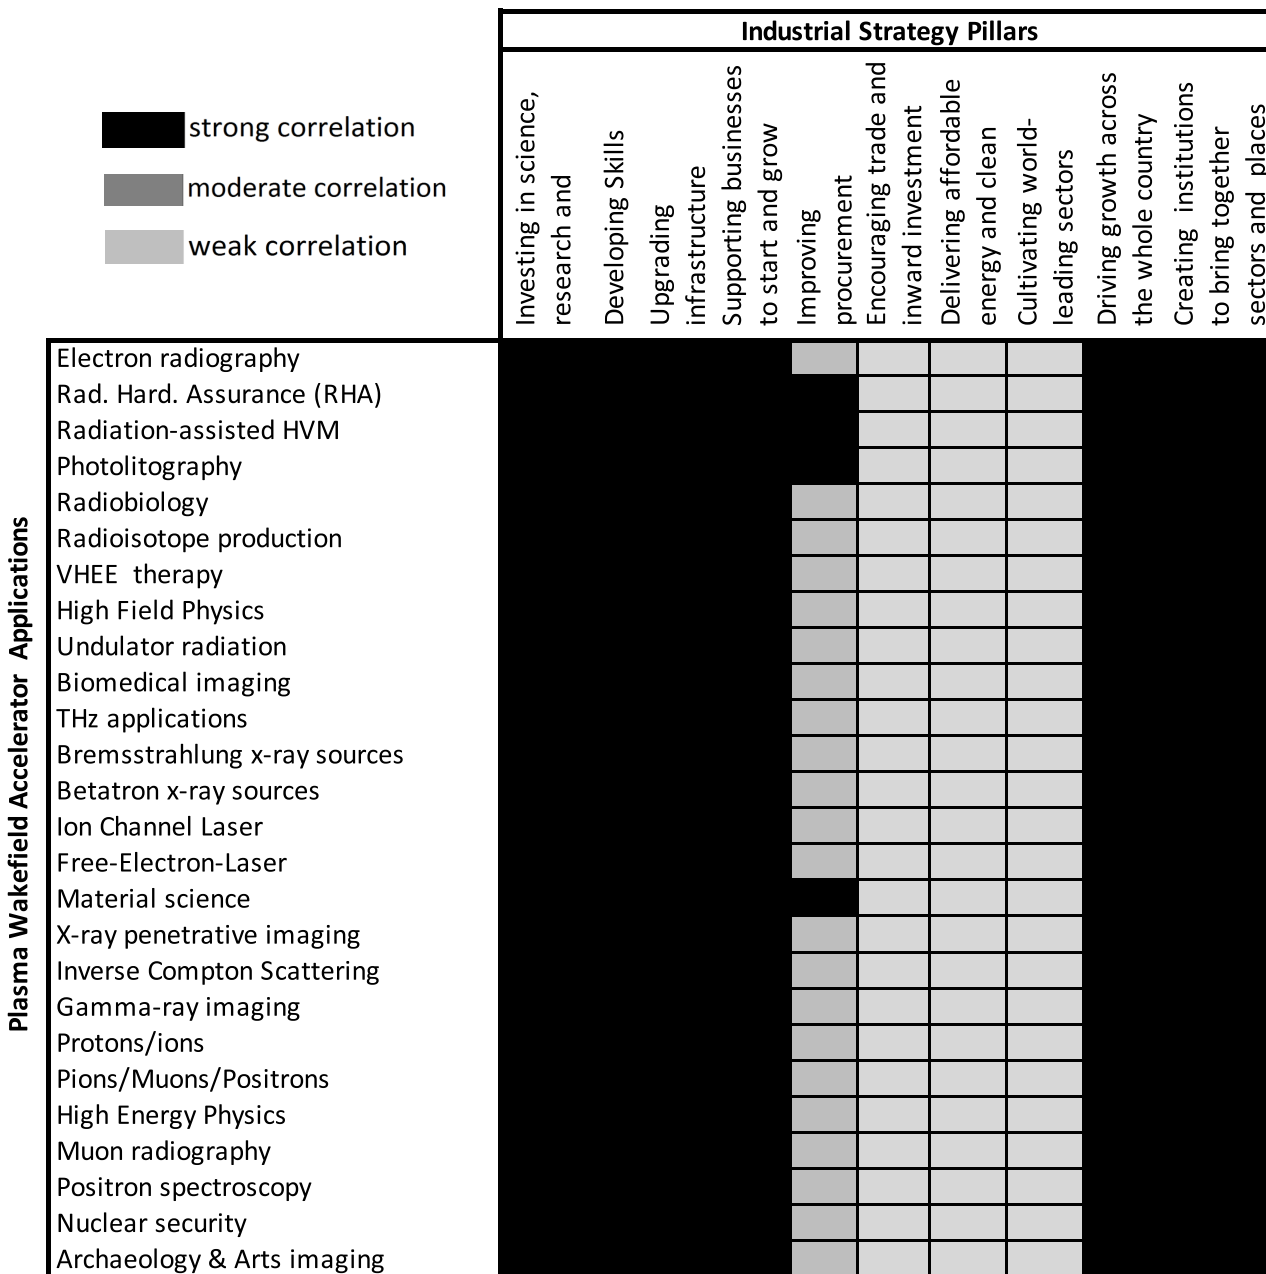 Industrial Strategy Pillars
strong correlation
moderate correlation
weak correlation
Investing in science,
research and
Developing Skills
Upgrading
infrastructure
Supporting businesses
to start and grow
Improving
procurement
Encouraging trade and
inward investment
Delivering affordable
energy and clean
Cultivating world-
leading sectors
Driving growth across
the whole country
Creating institutions
to bring together
sectors and places
Plasma Wakefield Accelerator Applications
Electron radiography
Rad. Hard. Assurance (RHA)
Radiation-assisted HVM
Photolitography
Radiobiology
Radioisotope production
VHEE therapy
High Field Physics
Undulator radiation
Biomedical imaging
THz applications
Bremsstrahlung x-ray sources
Betatron x-ray sources
Ion Channel Laser
Free-Electron-Laser
Material science
X-ray penetrative imaging
Inverse Compton Scattering
Gamma-ray imaging
Protons/ions
Pions/Muons/Positrons
High Energy Physics
Muon radiography
Positron spectroscopy
Nuclear security
Archaeology & Arts imaging